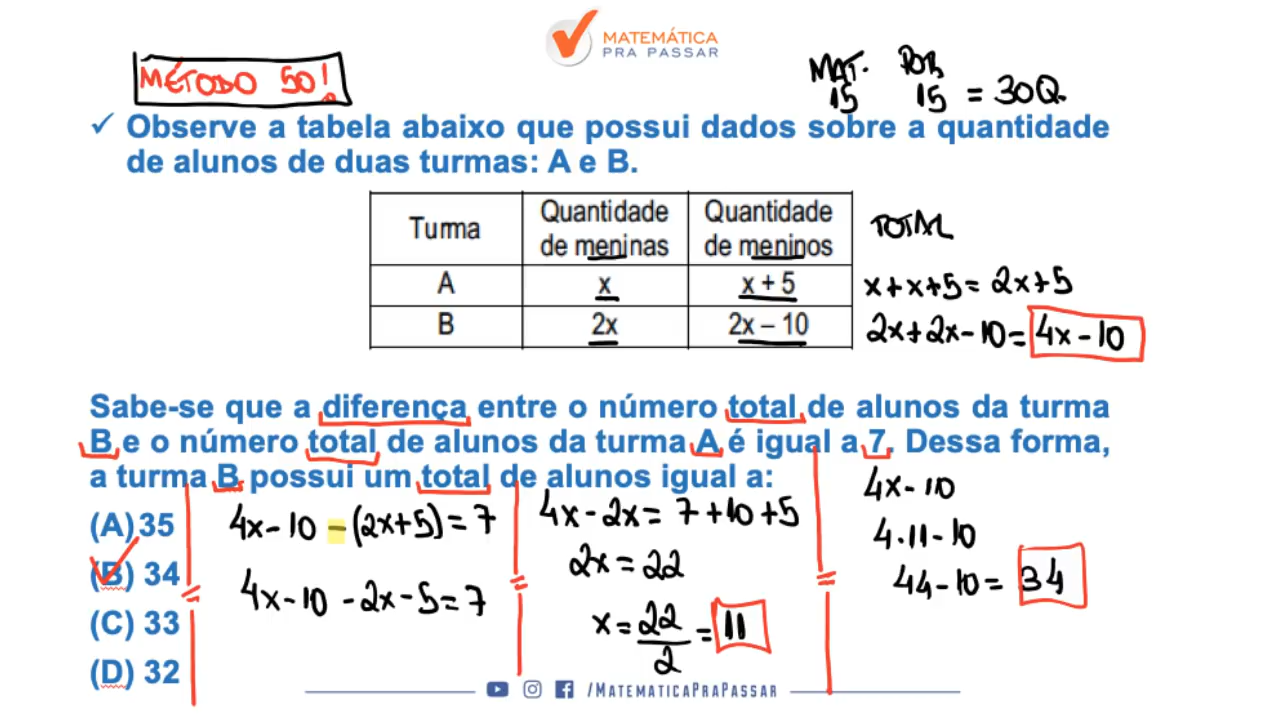 MATEMÁTICA
PRA PASSAR
MÉTODO 50!
MAT. POR
15 15 = 30Q.
✓ Observe a tabela abaixo que possui dados sobre a quantidade
de alunos de duas turmas: A e B.
Turma Quantidade de meninas Quantidade de meninos TOTAL
A x x + 5 x+x+5=2x+5
B 2x 2x – 10 2x+2x-10=4x-10
Sabe-se que a diferença entre o número total de alunos da turma
B e o número total de alunos da turma A é igual a 7. Dessa forma,
a turma B possui um total de alunos igual a:
(A) 35
(B) 34
(C) 33
(D) 32
4x-10-(2x+5)=7
4x-10-2x-5=7
4x-2x=7+10+5
2x=22
x=22/2=11
4x-10
4.11-10
44-10=34
/MATEMATICAPRAPASSAR